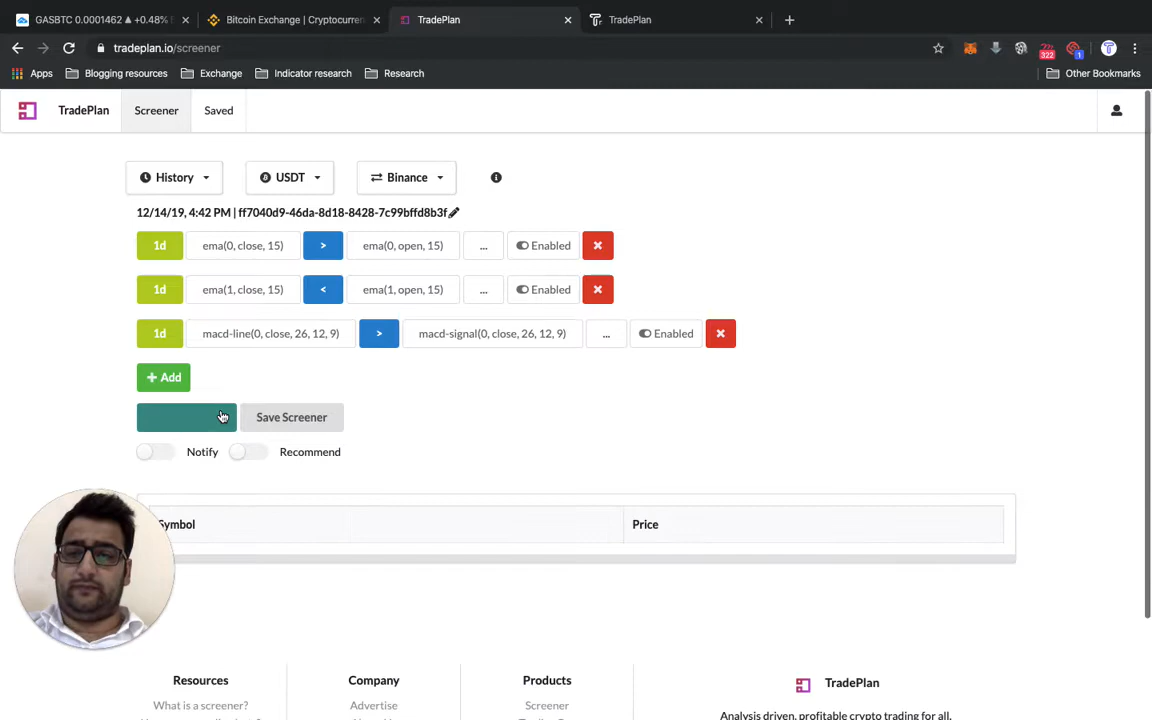 GASBTC 0.0001462 ▲ +0.48%
Bitcoin Exchange | Cryptocurren
TradePlan
TradePlan
tradeplan.io/screener
322
1
Apps
Blogging resources
Exchange
Indicator research
Research
Other Bookmarks
TradePlan
Screener
Saved
History
USDT
Binance
12/14/19, 4:42 PM | ff7040d9-46da-8d18-8428-7c99bffd8b3f
1d ema(0, close, 15) > ema(0, open, 15) ... Enabled
1d ema(1, close, 15) < ema(1, open, 15) ... Enabled
1d macd-line(0, close, 26, 12, 9) > macd-signal(0, close, 26, 12, 9) ... Enabled
+ Add
Save Screener
Notify
Recommend
Symbol
Price
Resources
Company
Products
TradePlan
What is a screener?
Advertise
Screener
Analysis driven, profitable crypto trading for all.